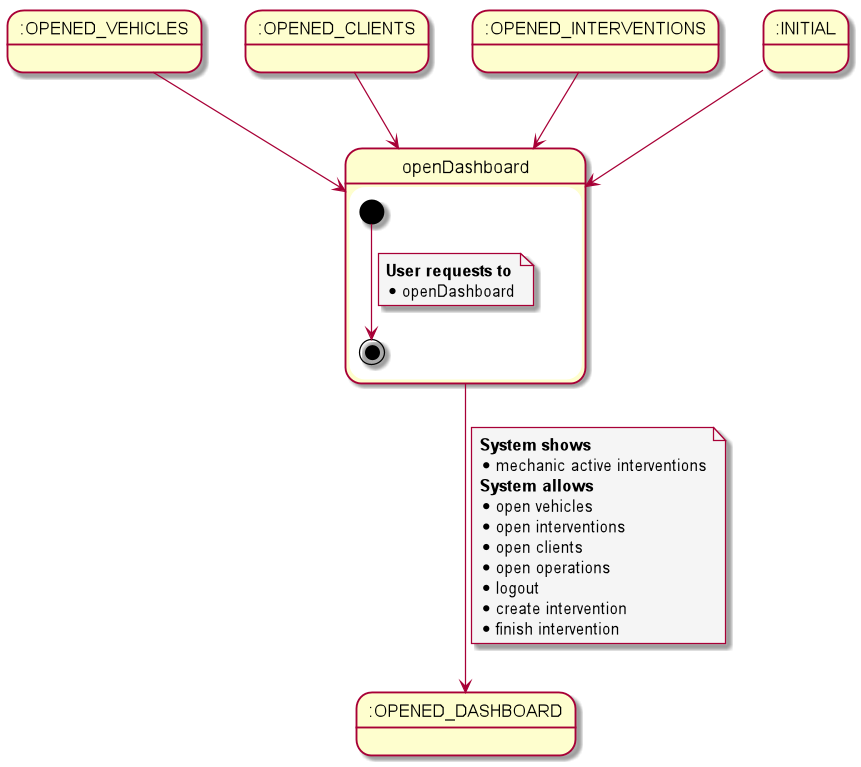 :OPENED_VEHICLES
:OPENED_CLIENTS
:OPENED_INTERVENTIONS
:INITIAL
openDashboard
User requests to
• openDashboard
System shows
• mechanic active interventions
System allows
• open vehicles
• open interventions
• open clients
• open operations
• logout
• create intervention
• finish intervention
:OPENED_DASHBOARD